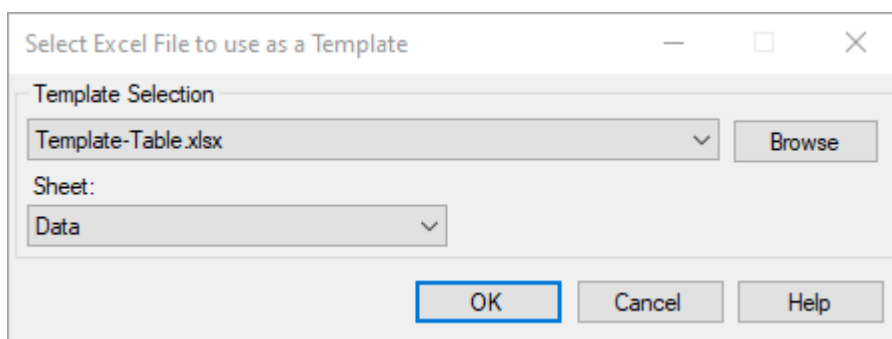 Select Excel File to use as a Template
Template Selection
Template-Table.xlsx
Browse
Sheet:
Data
OK
Cancel
Help